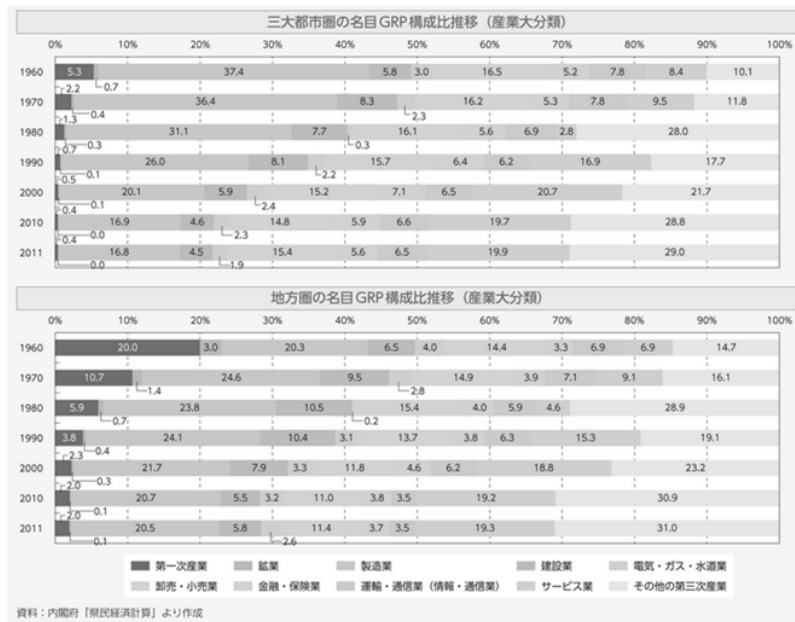 三大都市圏の名目GRP構成比推移（産業大分類）
0% 10% 20% 30% 40% 50% 60% 70% 80% 90% 100%
1960 5.3 37.4 5.8 3.0 16.5 5.2 7.8 8.4 10.1
2.2 0.7
1970 36.4 8.3 16.2 5.3 7.8 9.5 11.8
1.3 0.4 2.3
1980 31.1 7.7 16.1 5.6 6.9 2.8 28.0
0.7 0.3 0.3
1990 26.0 8.1 15.7 6.4 6.2 16.9 17.7
0.5 0.1 2.2
2000 20.1 5.9 15.2 7.1 6.5 20.7 21.7
0.4 0.1 2.4
2010 16.9 4.6 14.8 5.9 6.6 19.7 28.8
0.4 0.0 2.3
2011 16.8 4.5 15.4 5.6 6.5 19.9 29.0
0.0 1.9
地方圏の名目GRP構成比推移（産業大分類）
0% 10% 20% 30% 40% 50% 60% 70% 80% 90% 100%
1960 20.0 3.0 20.3 6.5 4.0 14.4 3.3 6.9 6.9 14.7
1970 10.7 24.6 9.5 14.9 3.9 7.1 9.1 16.1
1.4 2.8
1980 5.9 23.8 10.5 15.4 4.0 5.9 4.6 28.9
0.7 0.2
1990 3.8 24.1 10.4 3.1 13.7 3.8 6.3 15.3 19.1
2.3 0.4
2000 21.7 7.9 3.3 11.8 4.6 6.2 18.8 23.2
2.0 0.3
2010 20.7 5.5 3.2 11.0 3.8 3.5 19.2 30.9
2.0 0.1
2011 20.5 5.8 11.4 3.7 3.5 19.3 31.0
0.1 2.6
第一次産業 鉱業 製造業 建設業 電気・ガス・水道業
卸売・小売業 金融・保険業 運輸・通信業（情報・通信業） サービス業 その他の第三次産業
資料：内閣府「県民経済計算」より作成